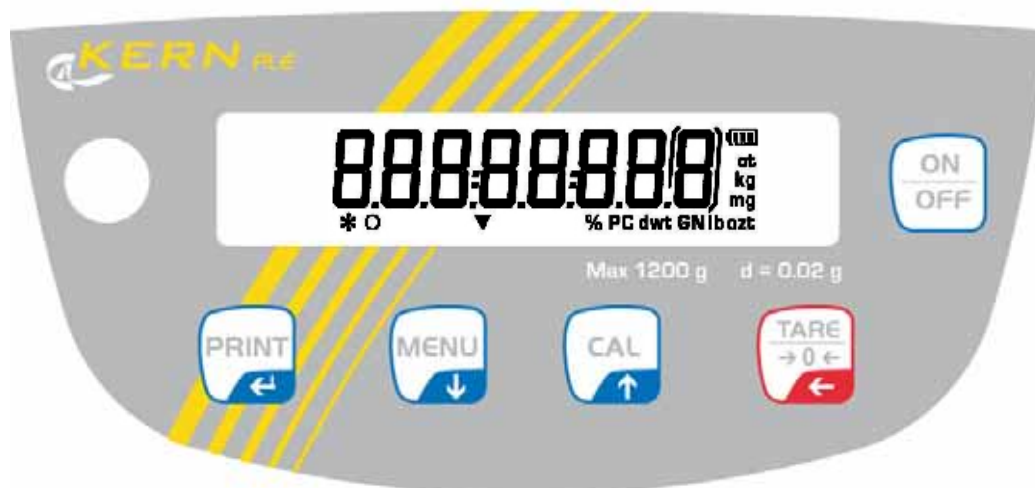 KERN ALE
8.8.8:8.8:8.8.8
ct
kg
mg
* O ▼ % PC dwt GN lb ozt
ON
OFF
Max 1200 g d = 0.02 g
PRINT
MENU
CAL
TARE
→ 0 ←